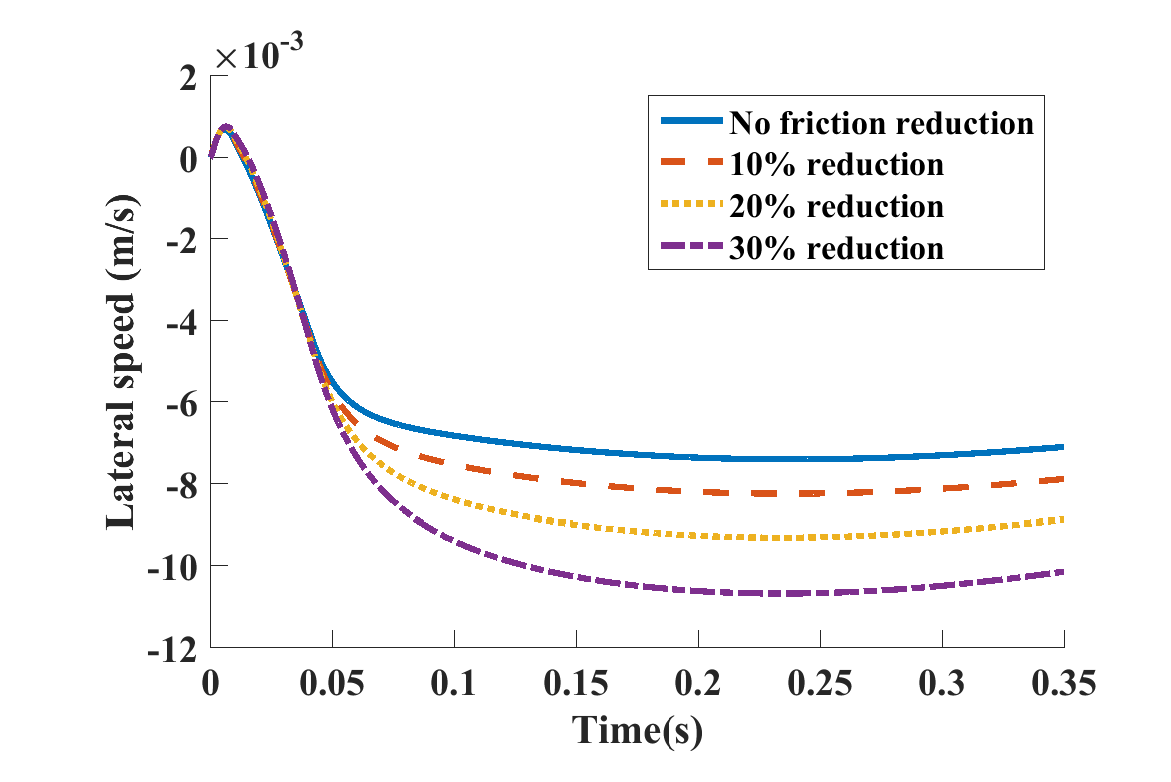 ×10-3
2
0
-2
-4
-6
-8
-10
-12
Lateral speed (m/s)
No friction reduction
10% reduction
20% reduction
30% reduction
0 0.05 0.1 0.15 0.2 0.25 0.3 0.35
Time(s)